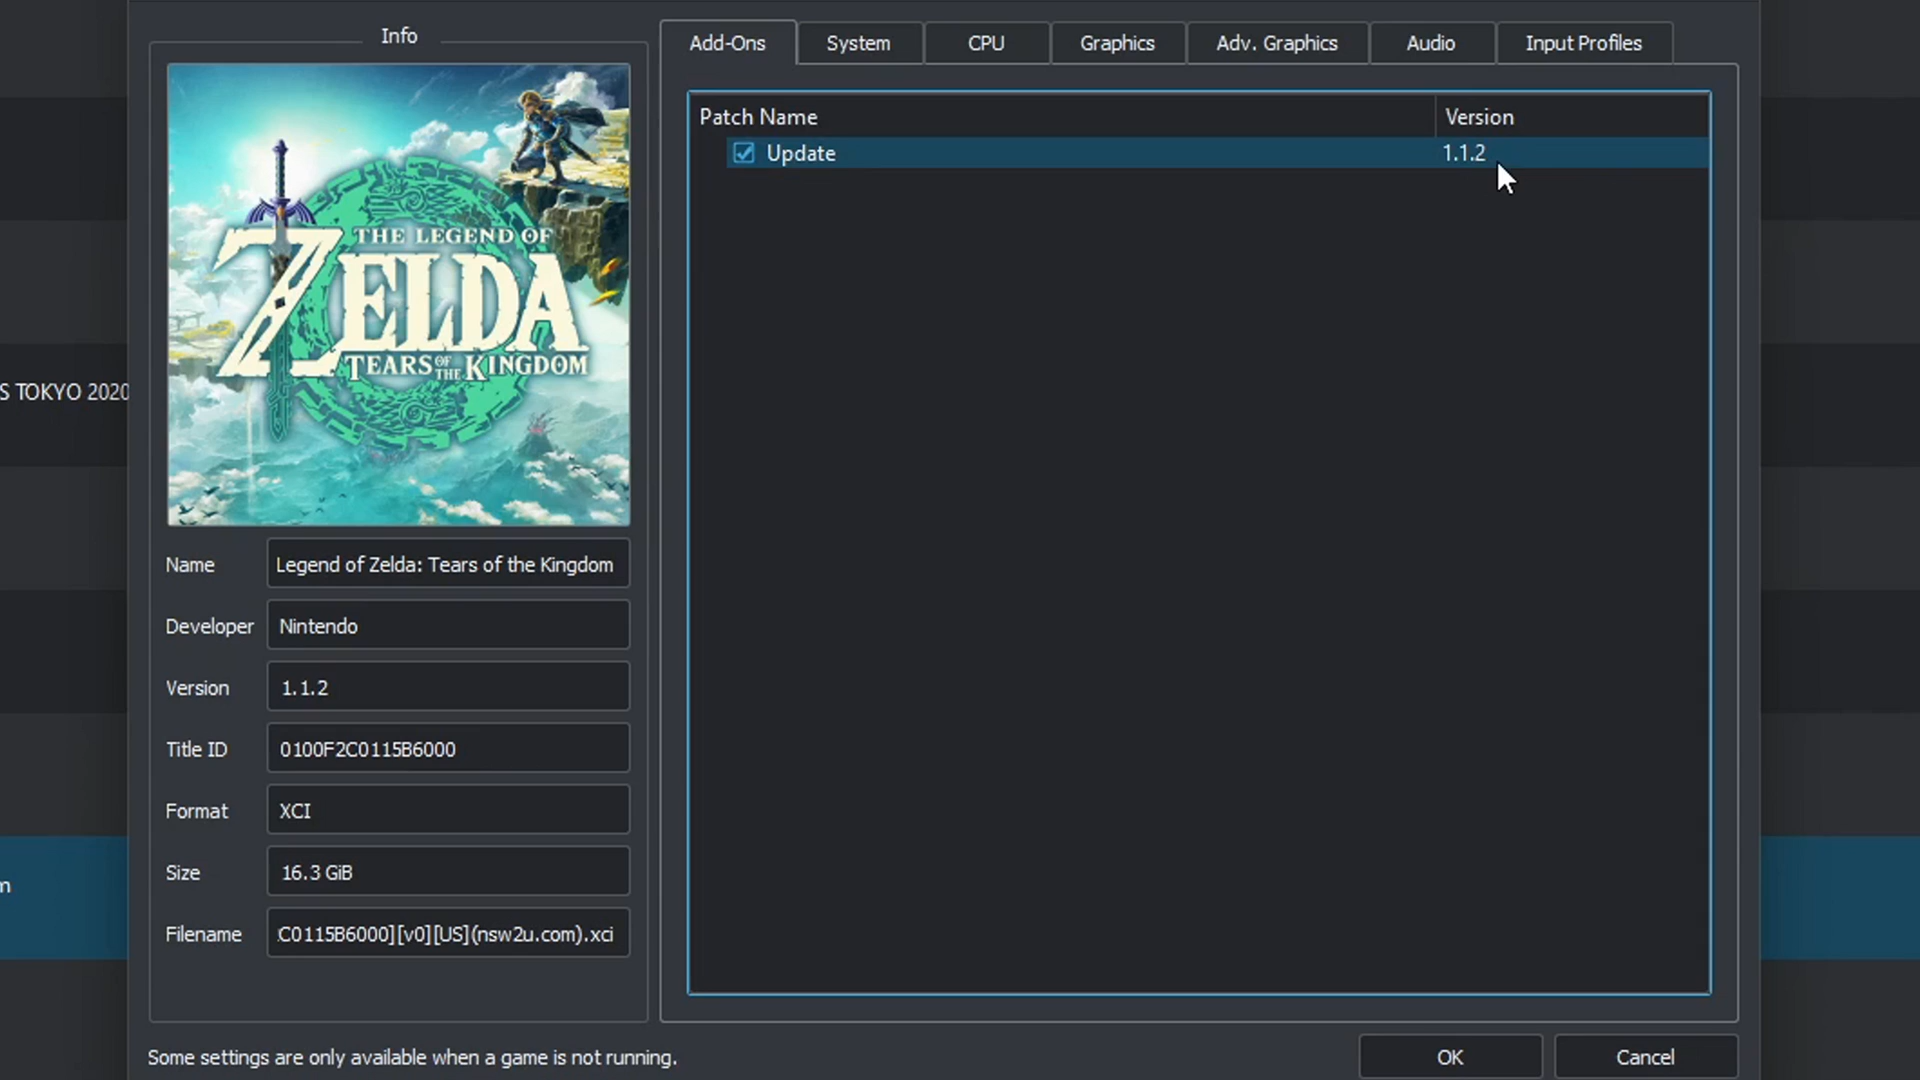 Info
THE LEGEND OF
ZELDA
TEARS OF THE KINGDOM
Name Legend of Zelda: Tears of the Kingdom
Developer Nintendo
Version 1.1.2
Title ID 0100F2C0115B6000
Format XCI
Size 16.3 GiB
Filename C0115B6000][v0][US](nsw2u.com).xci
Add-Ons System CPU Graphics Adv. Graphics Audio Input Profiles
Patch Name Version
Update 1.1.2
S TOKYO 2020
m
Some settings are only available when a game is not running.
OK Cancel